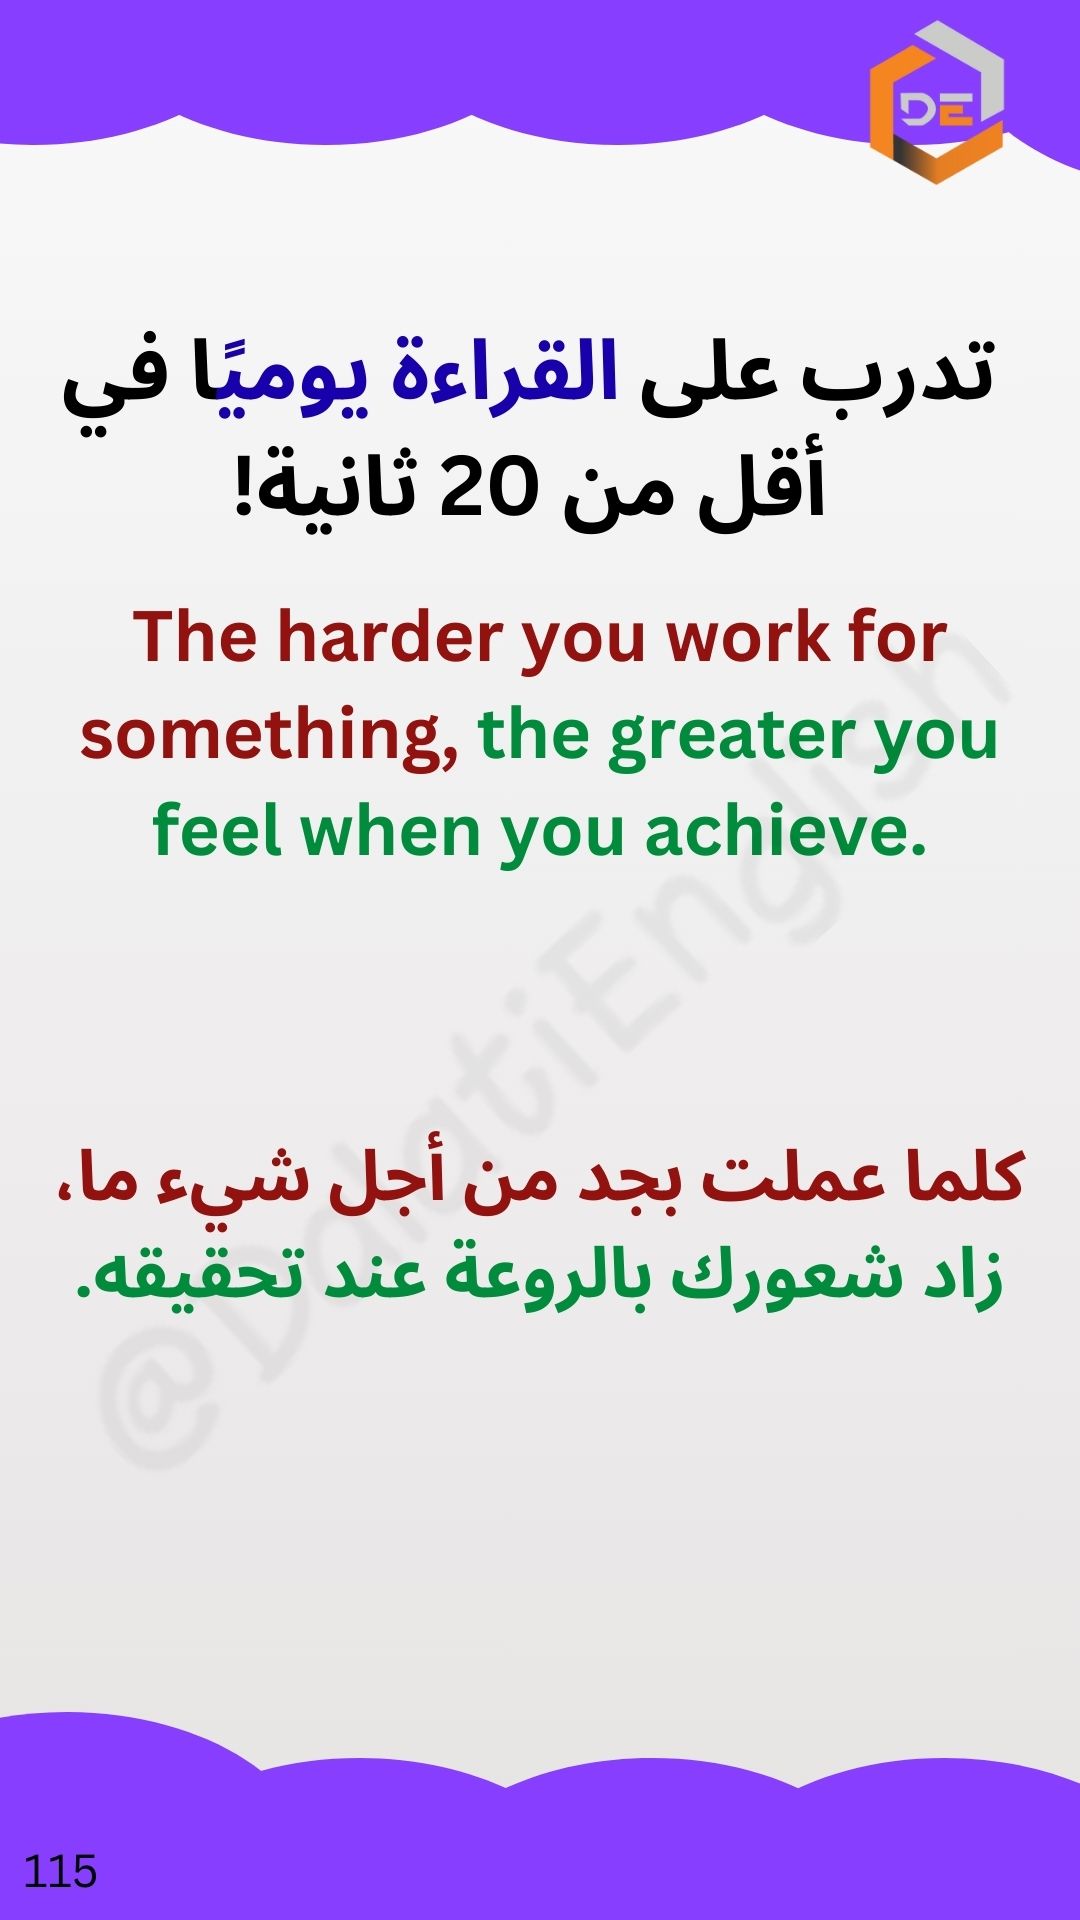 DE
تدرب على القراءة يوميًا في
أقل من 20 ثانية!
The harder you work for
something, the greater you
feel when you achieve.
كلما عملت بجد من أجل شيء ما،
زاد شعورك بالروعة عند تحقيقه.
@DalatiEnglish
115